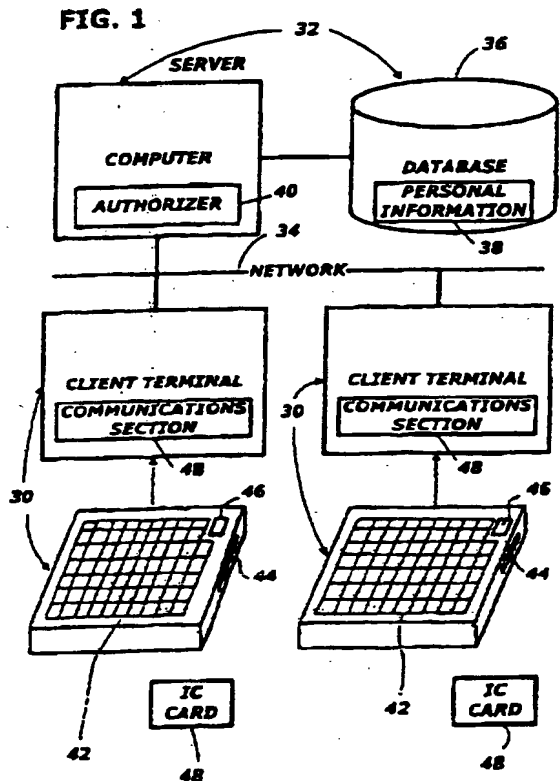 FIG. 1
32
36
SERVER
COMPUTER
AUTHORIZER
40
DATABASE
PERSONAL
INFORMATION
38
34
NETWORK
CLIENT TERMINAL
COMMUNICATIONS
SECTION
48
30
CLIENT TERMINAL
COMMUNICATIONS
SECTION
48
30
46
44
42
46
44
42
IC
CARD
48
IC
CARD
48